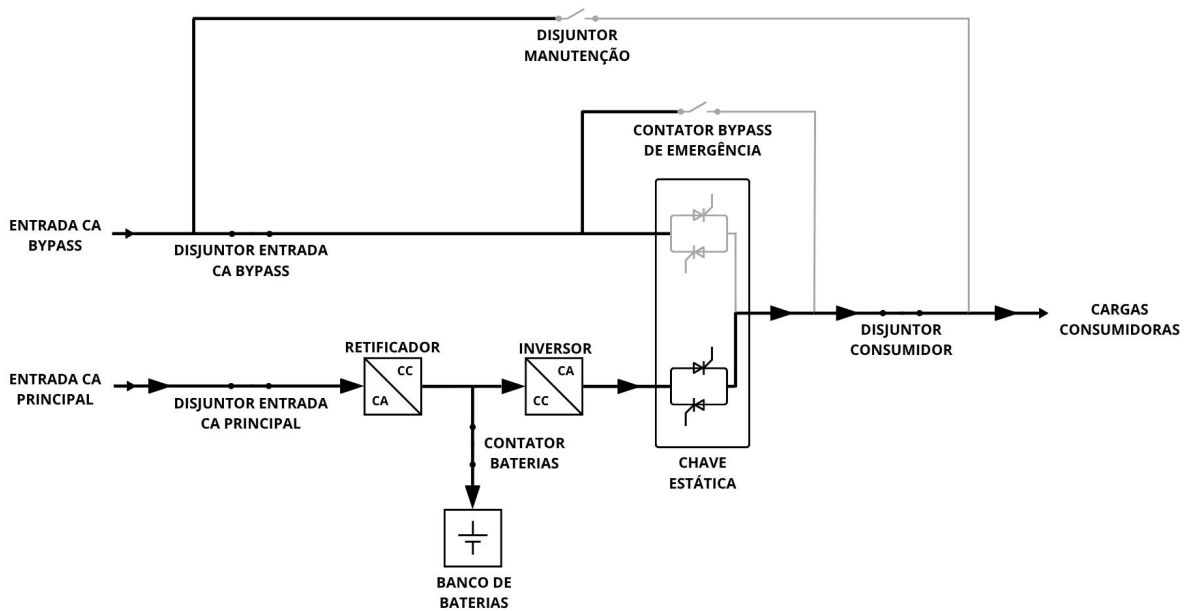 DISJUNTOR
MANUTENÇÃO
CONTATOR BYPASS
DE EMERGÊNCIA
ENTRADA CA
BYPASS
DISJUNTOR ENTRADA
CA BYPASS
CARGAS
CONSUMIDORAS
DISJUNTOR
CONSUMIDOR
RETIFICADOR
CC
CA
INVERSOR
CA
CC
ENTRADA CA
PRINCIPAL
DISJUNTOR ENTRADA
CA PRINCIPAL
CONTATOR
BATERIAS
CHAVE
ESTÁTICA
BANCO DE
BATERIAS